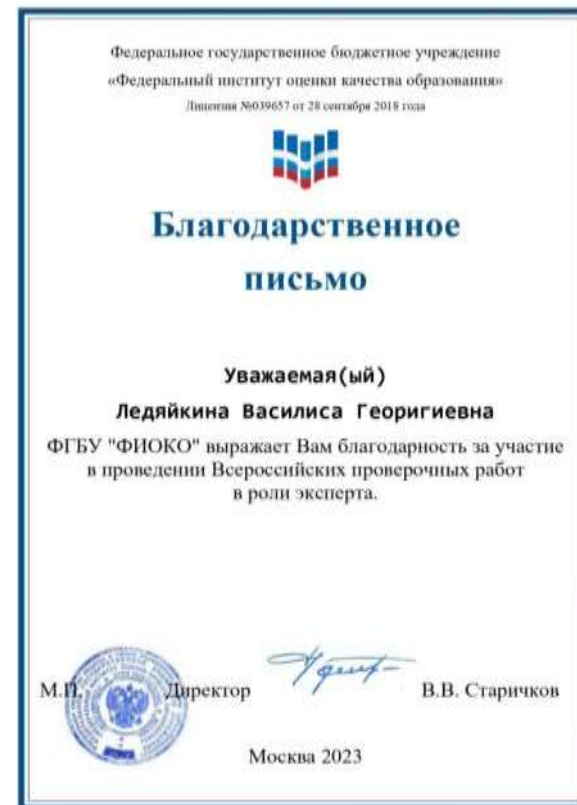 Федеральное государственное бюджетное учреждение
«Федеральный институт оценки качества образования»
Лицензия №039657 от 28 сентября 2018 года
Благодарственное
письмо
Уважаемая(ый)
Ледяйкина Василиса Георигиевна
ФГБУ "ФИОКО" выражает Вам благодарность за участие
в проведении Всероссийских проверочных работ
в роли эксперта.
М.П. Директор В.В. Старичков
Москва 2023